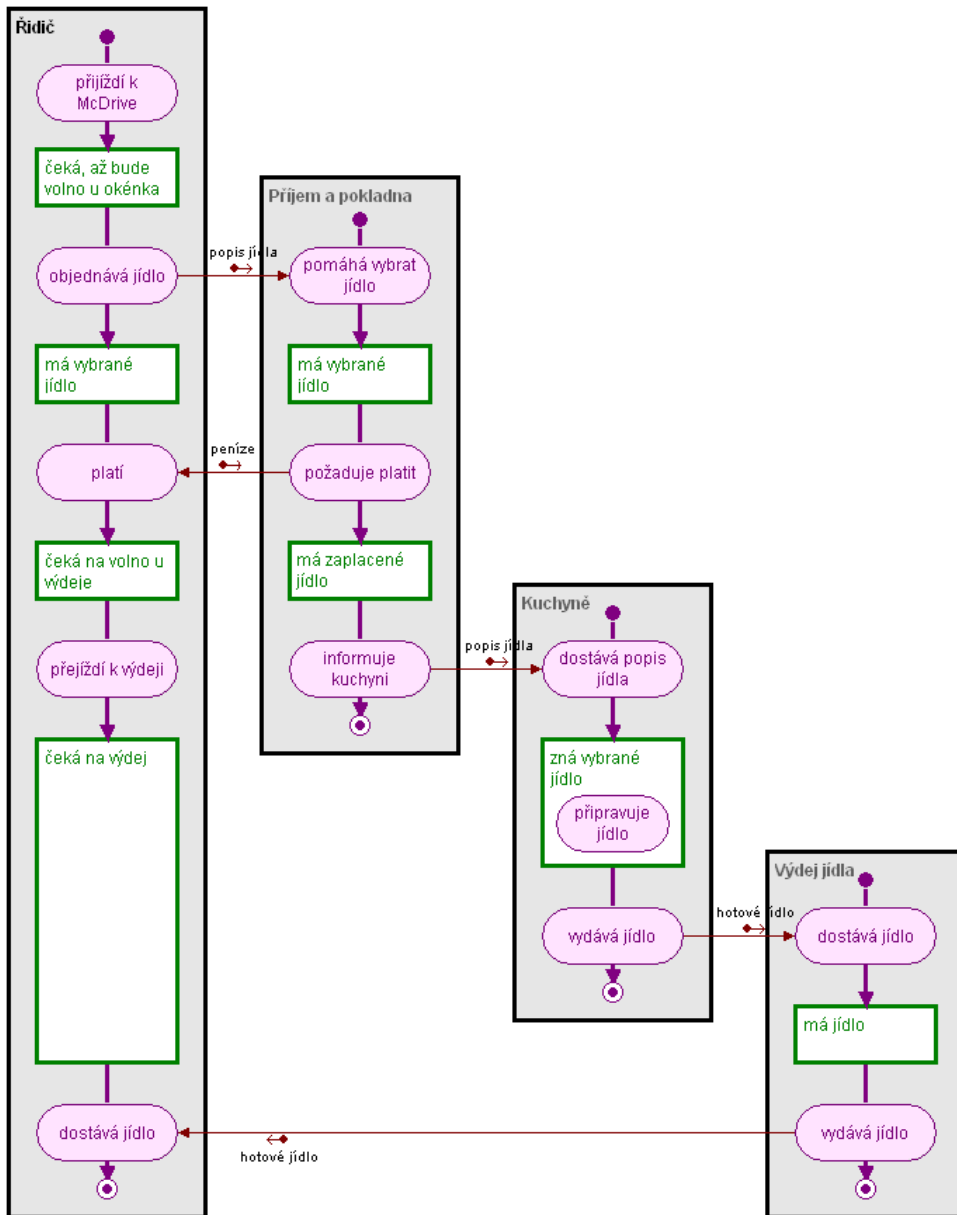 Řidič
přijíždí k
McDrive
čeká, až bude
volno u okénka
Příjem a pokladna
objednává jídlo
popis jídla
pomáhá vybrat
jídlo
má vybrané
jídlo
má vybrané
jídlo
platí
peníze
požaduje platit
čeká na volno u
výdeje
má zaplacené
jídlo
Kuchyně
přejíždí k výdeji
informuje
kuchyni
popis jídla
dostává popis
jídla
čeká na výdej
zná vybrané
jídlo
připravuje
jídlo
Výdej jídla
vydává jídlo
hotové jídlo
dostává jídlo
má jídlo
dostává jídlo
hotové jídlo
vydává jídlo